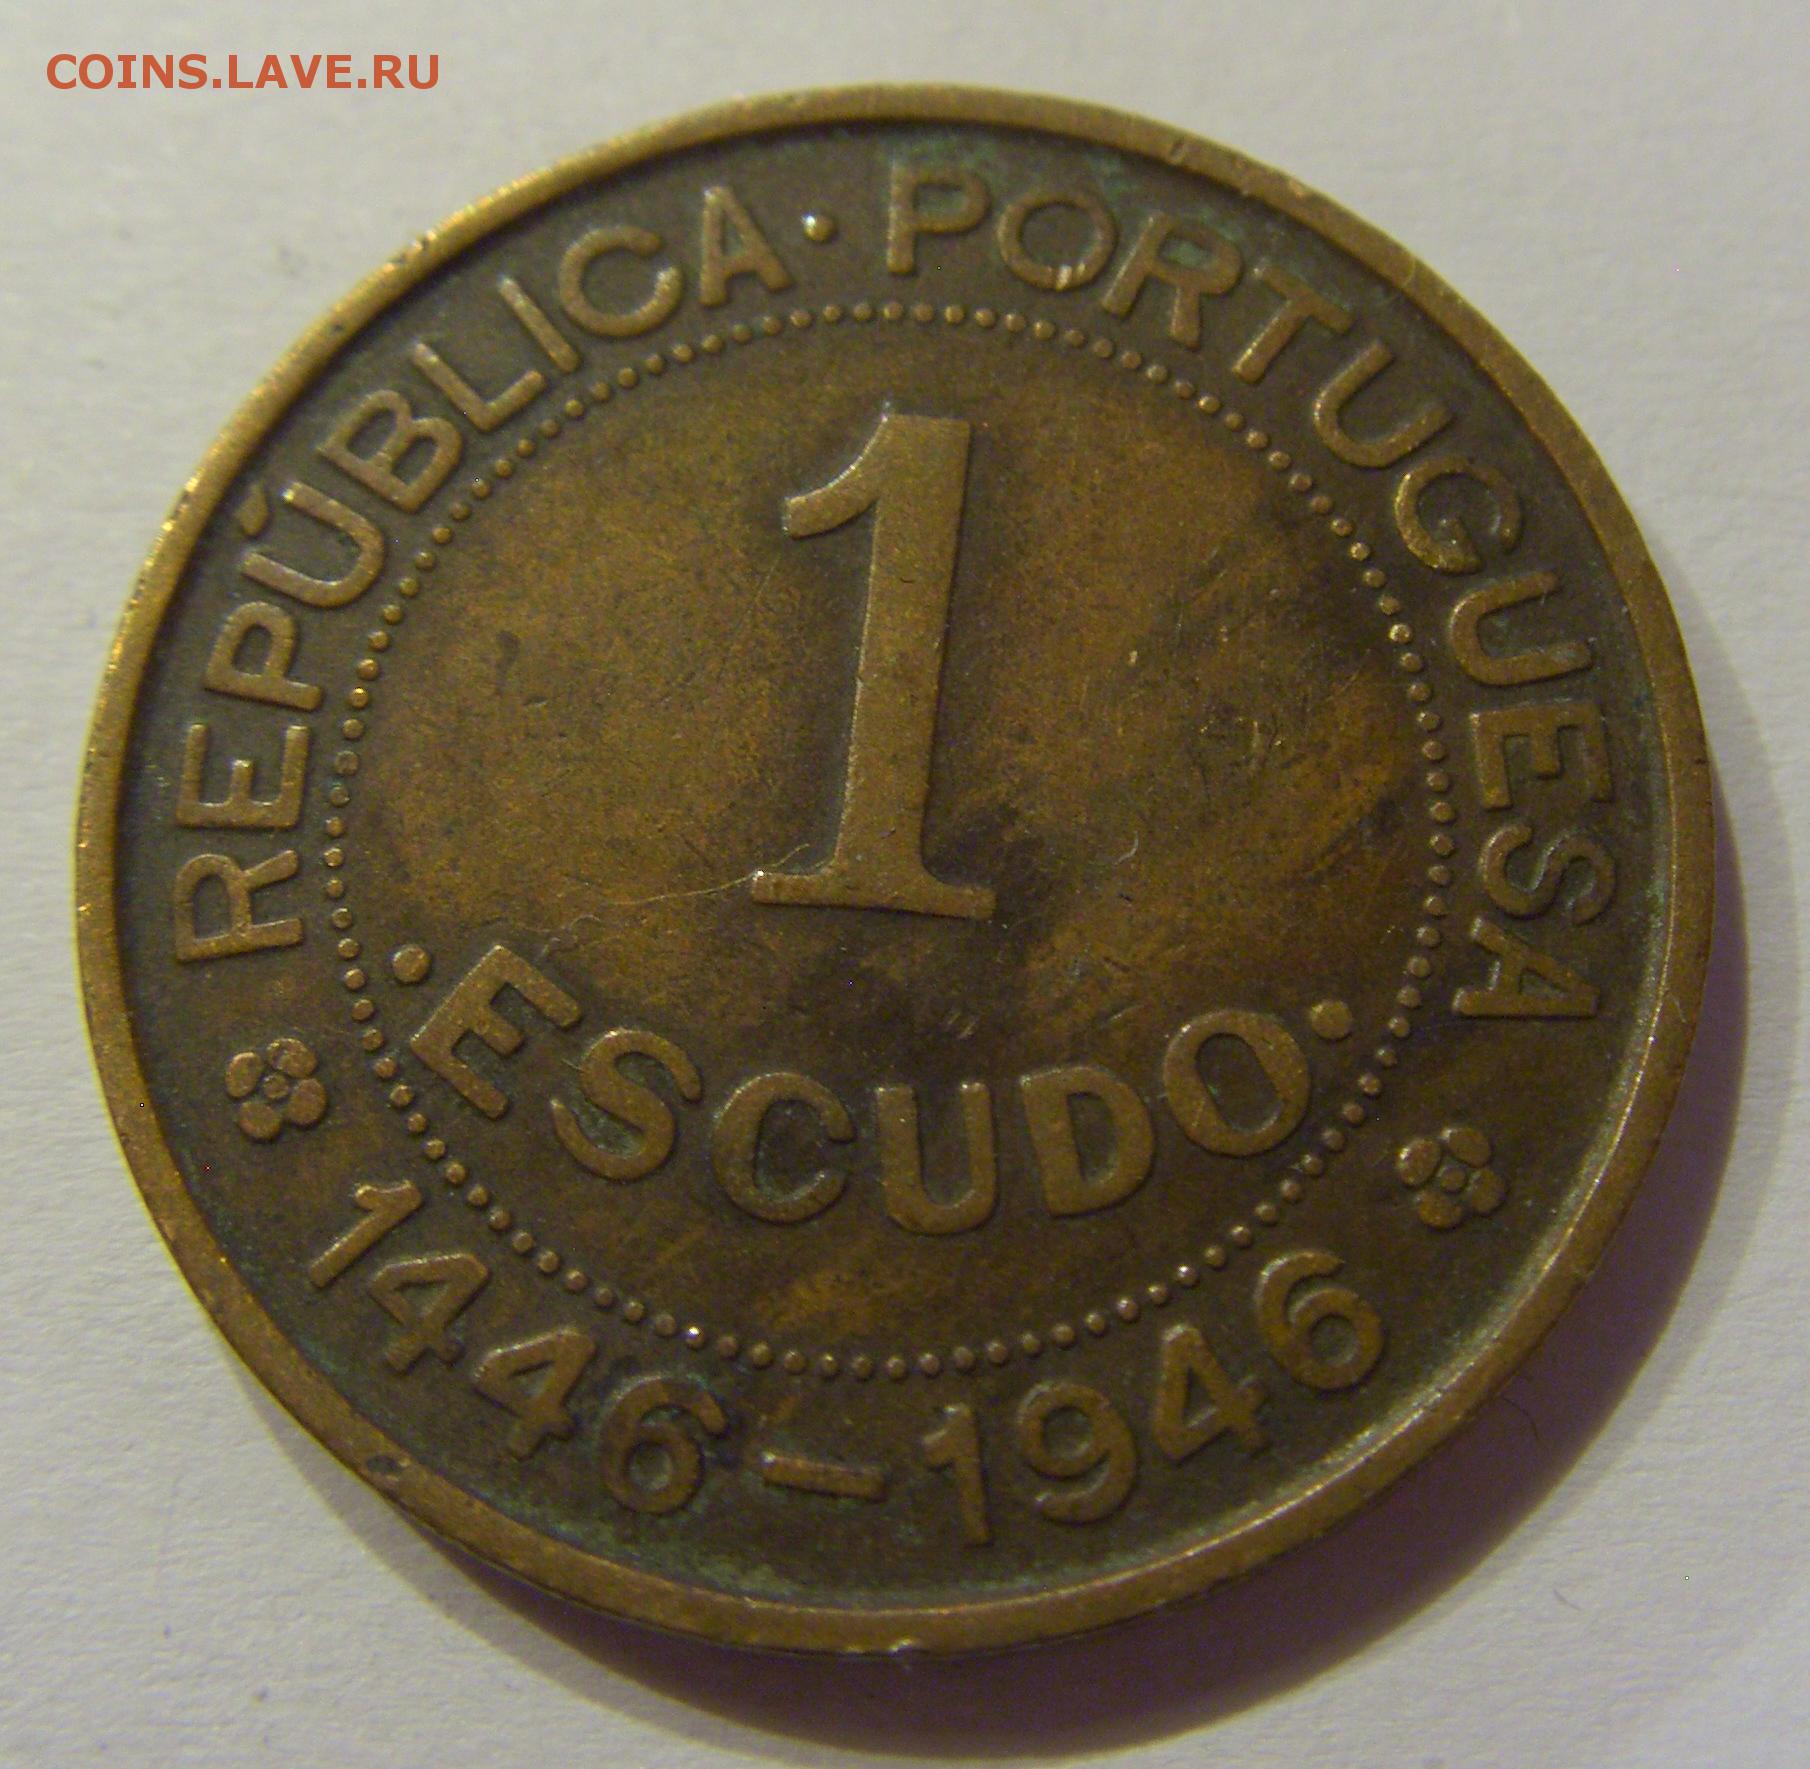 COINS.LAVE.RU
REPÚBLICA · PORTUGUESA
1
· ESCUDO ·
1446–1946